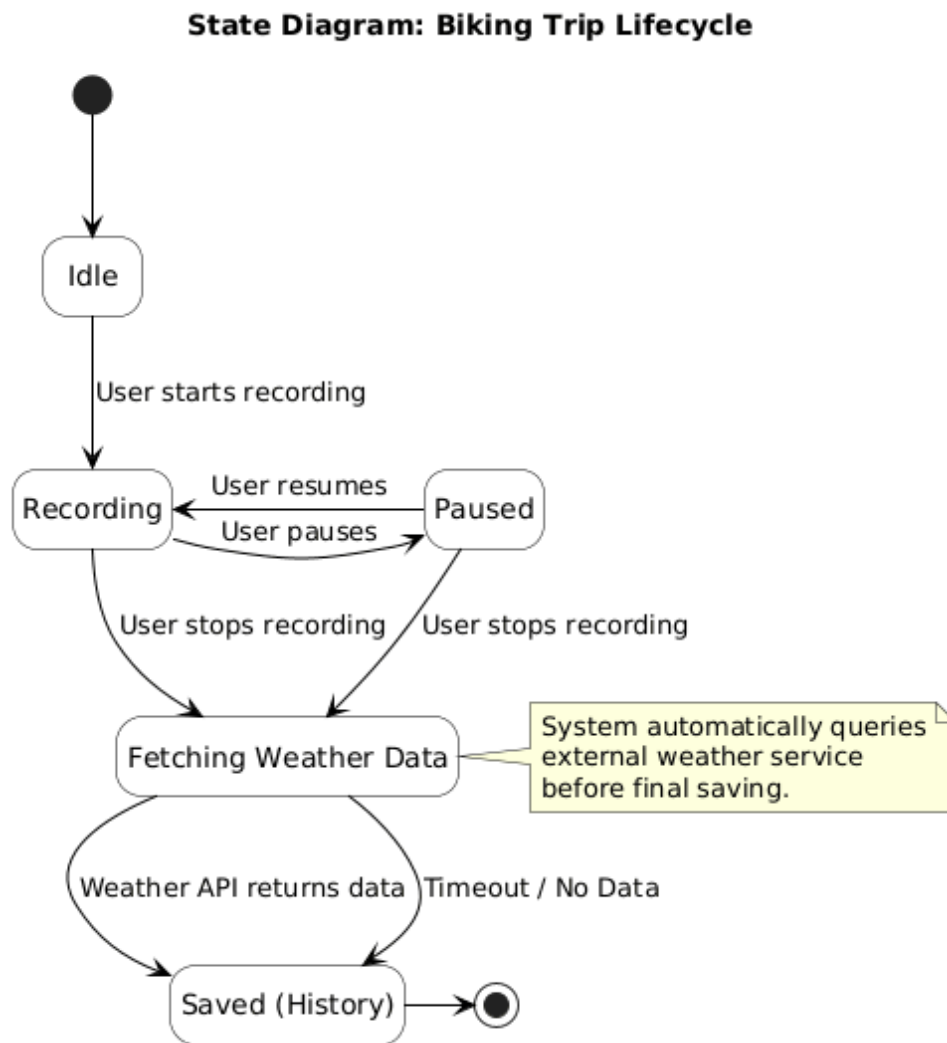 State Diagram: Biking Trip Lifecycle
Idle
User starts recording
Recording
User resumes
User pauses
Paused
User stops recording
User stops recording
Fetching Weather Data
System automatically queries
external weather service
before final saving.
Weather API returns data
Timeout / No Data
Saved (History)